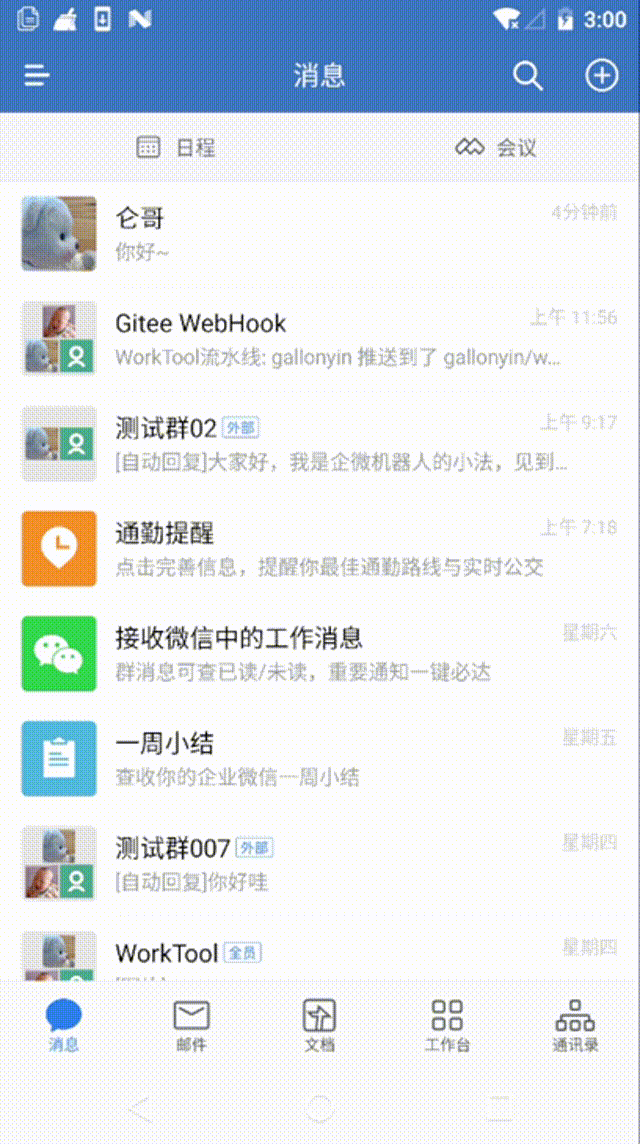 3:00
消息
日程
会议
仑哥
4分钟前
你好~
Gitee WebHook
上午 11:56
WorkTool流水线: gallonyin 推送到了 gallonyin/w...
测试群02 外部
上午 9:17
[自动回复]大家好，我是企微机器人的小法，见到...
通勤提醒
上午 7:18
点击完善信息，提醒你最佳通勤路线与实时公交
接收微信中的工作消息
星期六
群消息可查已读/未读，重要通知一键必达
一周小结
星期五
查收你的企业微信一周小结
测试群007 外部
星期四
[自动回复]你好哇
WorkTool 全员
星期四
消息
邮件
文档
工作台
通讯录